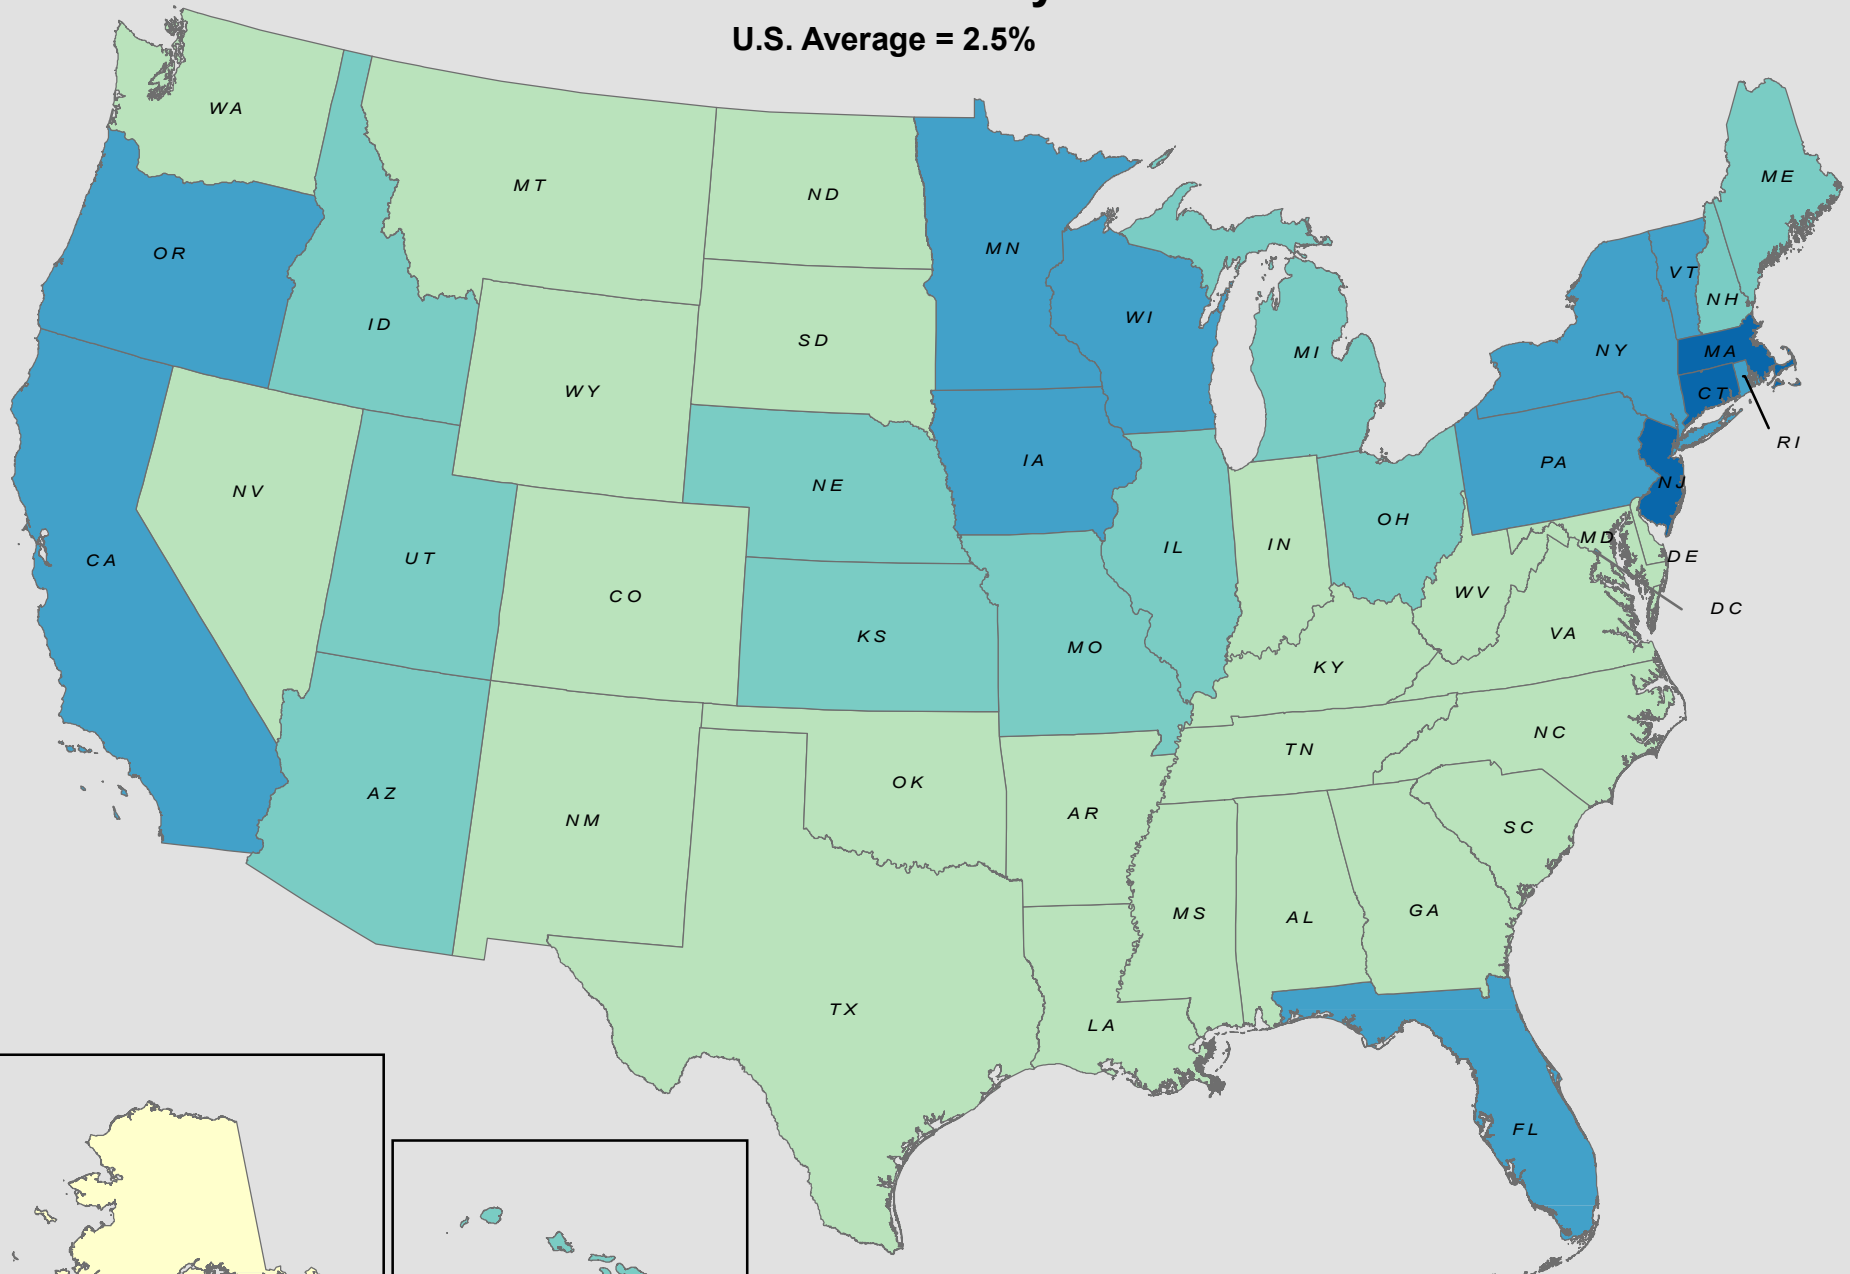 U.S. Average = 2.5%
WA
MT
ND
MN
ME
OR
ID
SD
WI
MI
VT
NH
NY
MA
CT
RI
WY
IA
NE
PA
NJ
NV
UT
CO
IL
IN
OH
MD
DE
WV
DC
CA
KS
MO
VA
KY
AZ
NM
OK
TN
NC
AR
SC
MS
AL
GA
TX
LA
FL